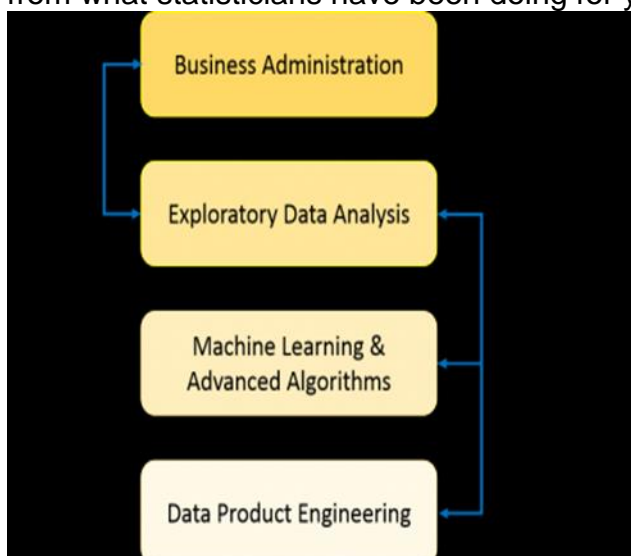 from what statisticians have been doing for y
Business Administration
Exploratory Data Analysis
Machine Learning &
Advanced Algorithms
Data Product Engineering